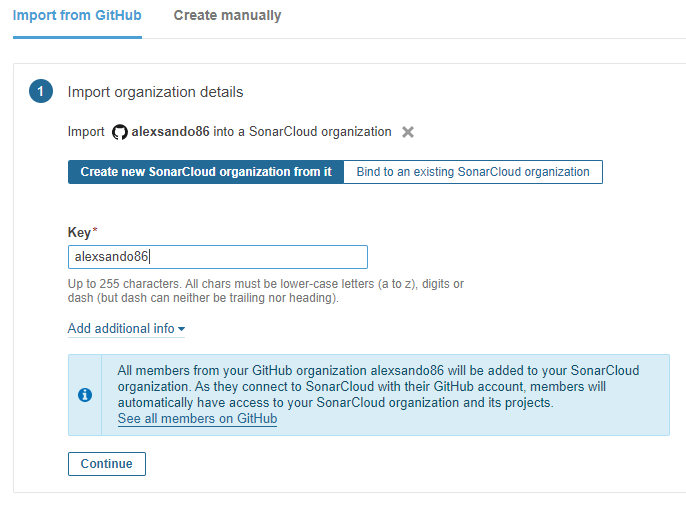 Import from GitHub Create manually
1 Import organization details
Import alexsando86 into a SonarCloud organization
Create new SonarCloud organization from it Bind to an existing SonarCloud organization
Key*
alexsando86
Up to 255 characters. All chars must be lower-case letters (a to z), digits or
dash (but dash can neither be trailing nor heading).
Add additional info
All members from your GitHub organization alexsando86 will be added to your SonarCloud
organization. As they connect to SonarCloud with their GitHub account, members will
automatically have access to your SonarCloud organization and its projects.
See all members on GitHub
Continue